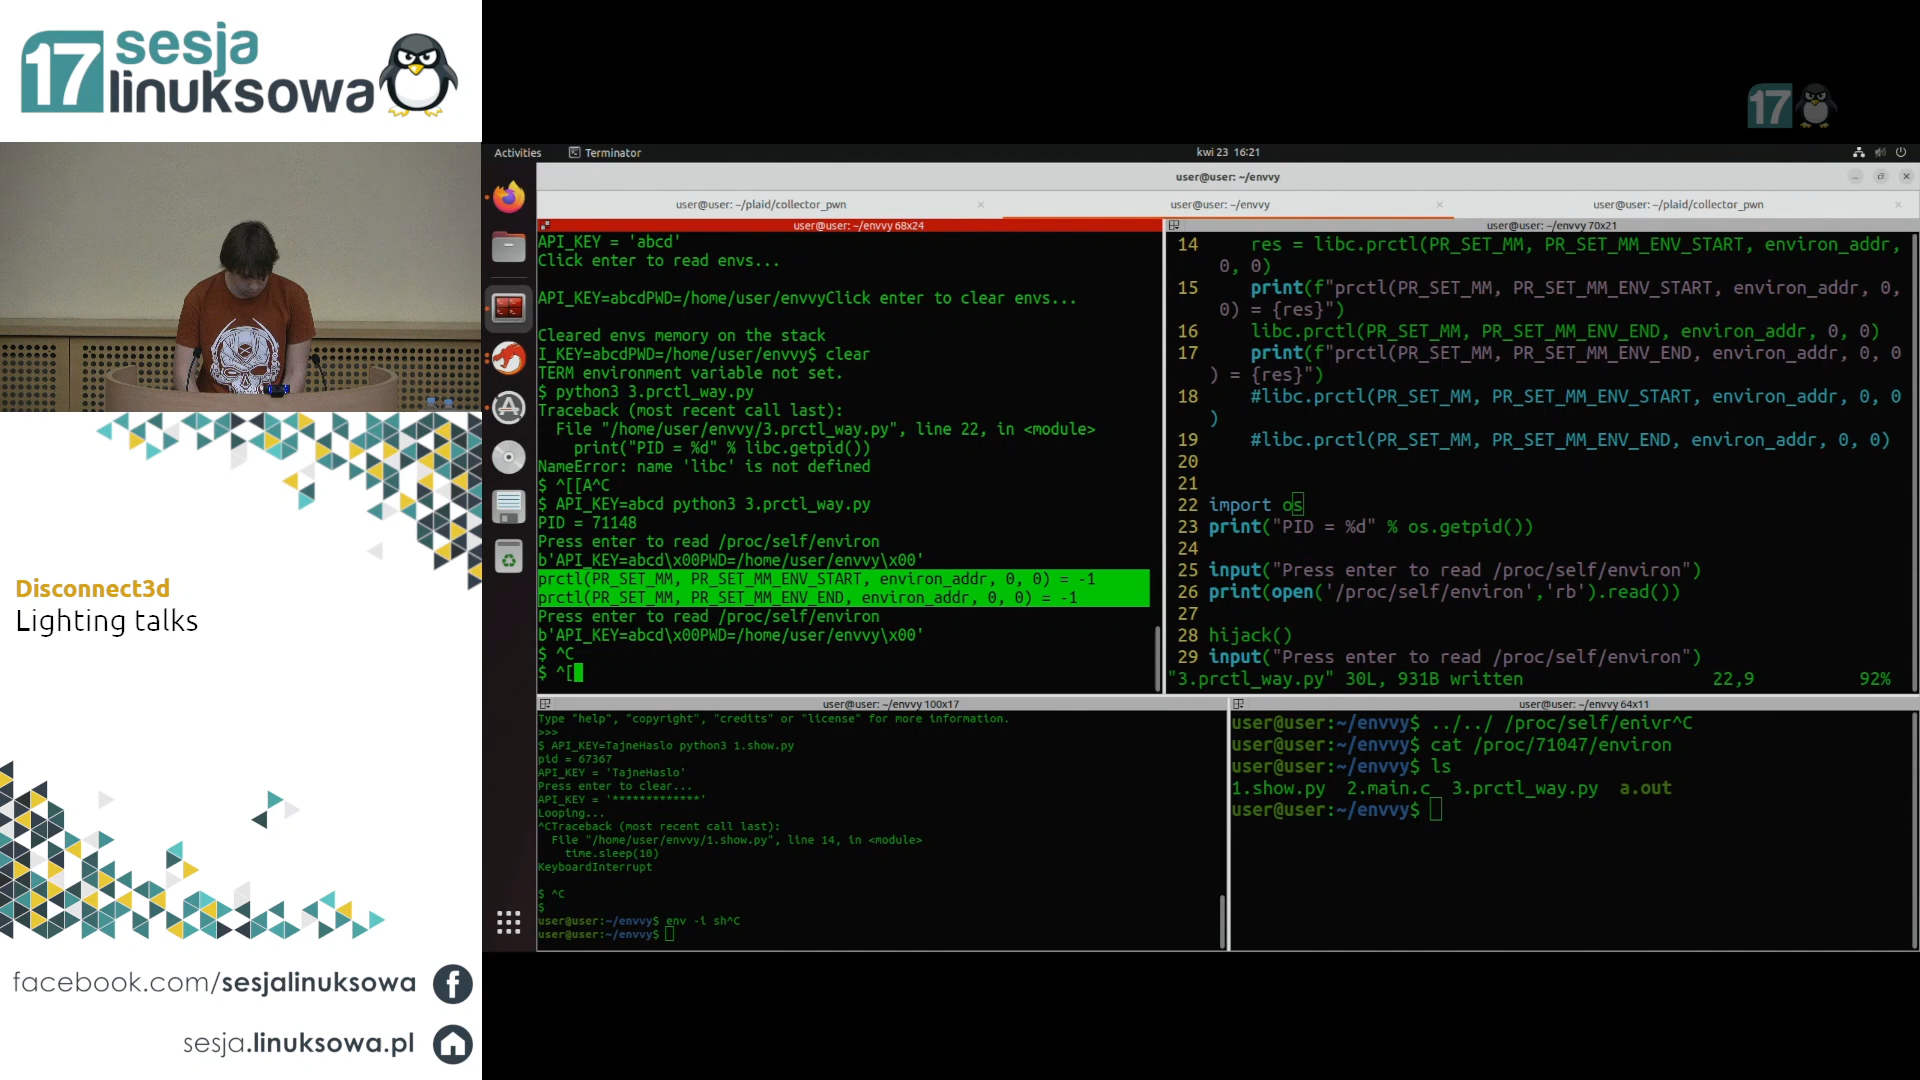 17 sesja
linuksowa
17
Activities
Terminator
kwi 23 16:21
user@user: ~/envvy
user@user: ~/plaid/collector_pwn
user@user: ~/envvy
user@user: ~/plaid/collector_pwn
user@user: ~/envvy 68x24
API_KEY = 'abcd'
Click enter to read envs...
API_KEY=abcdPWD=/home/user/envvyClick enter to clear envs...
Cleared envs memory on the stack
I_KEY=abcdPWD=/home/user/envvy$ clear
TERM environment variable not set.
$ python3 3.prctl_way.py
Traceback (most recent call last):
File "/home/user/envvy/3.prctl_way.py", line 22, in <module>
print("PID = %d" % libc.getpid())
NameError: name 'libc' is not defined
$ ^[[A^C
$ API_KEY=abcd python3 3.prctl_way.py
PID = 71148
Press enter to read /proc/self/environ
b'API_KEY=abcd\x00PWD=/home/user/envvy\x00'
prctl(PR_SET_MM, PR_SET_MM_ENV_START, environ_addr, 0, 0) = -1
prctl(PR_SET_MM, PR_SET_MM_ENV_END, environ_addr, 0, 0) = -1
Press enter to read /proc/self/environ
b'API_KEY=abcd\x00PWD=/home/user/envvy\x00'
$ ^C
$ ^[
user@user: ~/envvy 70x21
14 res = libc.prctl(PR_SET_MM, PR_SET_MM_ENV_START, environ_addr,
0, 0)
15 print(f"prctl(PR_SET_MM, PR_SET_MM_ENV_START, environ_addr, 0,
0) = {res}")
16 libc.prctl(PR_SET_MM, PR_SET_MM_ENV_END, environ_addr, 0, 0)
17 print(f"prctl(PR_SET_MM, PR_SET_MM_ENV_END, environ_addr, 0, 0
) = {res}")
18 #libc.prctl(PR_SET_MM, PR_SET_MM_ENV_START, environ_addr, 0, 0
)
19 #libc.prctl(PR_SET_MM, PR_SET_MM_ENV_END, environ_addr, 0, 0)
20
21
22 import os
23 print("PID = %d" % os.getpid())
24
25 input("Press enter to read /proc/self/environ")
26 print(open('/proc/self/environ','rb').read())
27
28 hijack()
29 input("Press enter to read /proc/self/environ")
"3.prctl_way.py" 30L, 931B written 22,9 92%
user@user: ~/envvy 100x17
Type "help", "copyright", "credits" or "license" for more information.
>>>
$ API_KEY=TajneHaslo python3 1.show.py
pid = 67367
API_KEY = 'TajneHaslo'
Press enter to clear...
API_KEY = '*************'
Looping...
^CTraceback (most recent call last):
File "/home/user/envvy/1.show.py", line 14, in <module>
time.sleep(10)
KeyboardInterrupt
$ ^C
$
user@user:~/envvy$ env -i sh^C
user@user:~/envvy$
user@user: ~/envvy 64x11
user@user:~/envvy$ ../../ /proc/self/enivr^C
user@user:~/envvy$ cat /proc/71047/environ
user@user:~/envvy$ ls
1.show.py 2.main.c 3.prctl_way.py a.out
user@user:~/envvy$
Disconnect3d
Lighting talks
facebook.com/sesjalinuksowa
sesja.linuksowa.pl